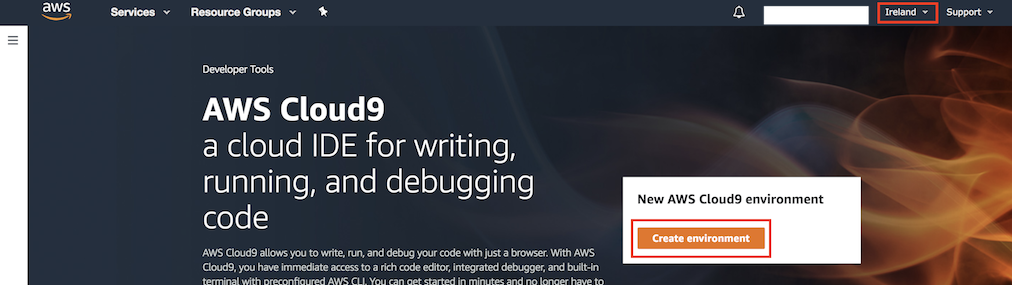 aws
Services
Resource Groups
Ireland
Support
Developer Tools
AWS Cloud9
a cloud IDE for writing,
running, and debugging
code
New AWS Cloud9 environment
Create environment
AWS Cloud9 allows you to write, run, and debug your code with just a browser. With AWS
Cloud9, you have immediate access to a rich code editor, integrated debugger, and built-in
terminal with preconfigured AWS CLI. You can get started in minutes and no longer have to